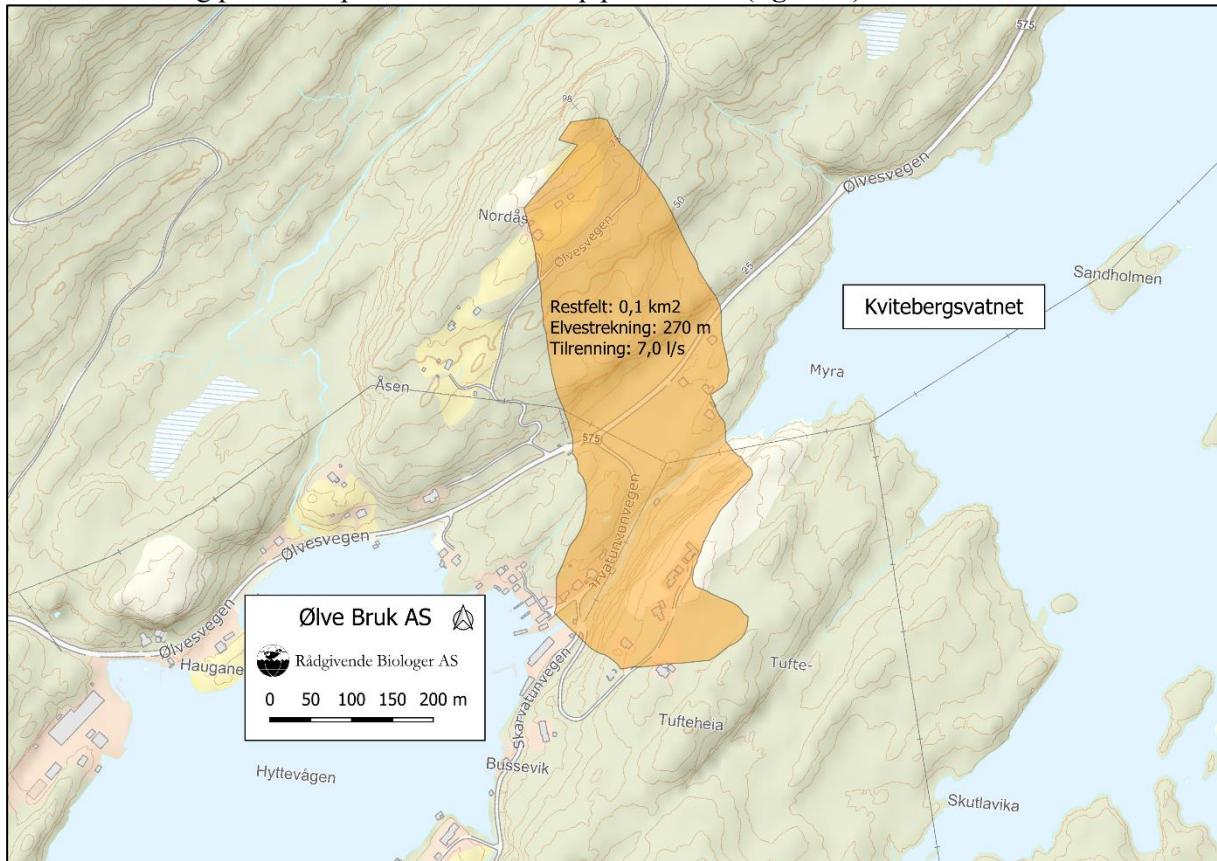 575
98
Ølvesvegen
Nordås
50
Ølvesvegen
25
Sandholmen
Kvitebergsvatnet
Restfelt: 0,1 km2
Elvestrekning: 270 m
Tilrenning: 7,0 l/s
Myra
Åsen
575
Ølvesvegen
Ølve Bruk AS
Rådgivende Biologer AS
0 50 100 150 200 m
Ølvesvegen
Haugane
Skarvatunvegen
Tufte-
Tufteheia
Bussevik
Hyttevågen
Skutlavika